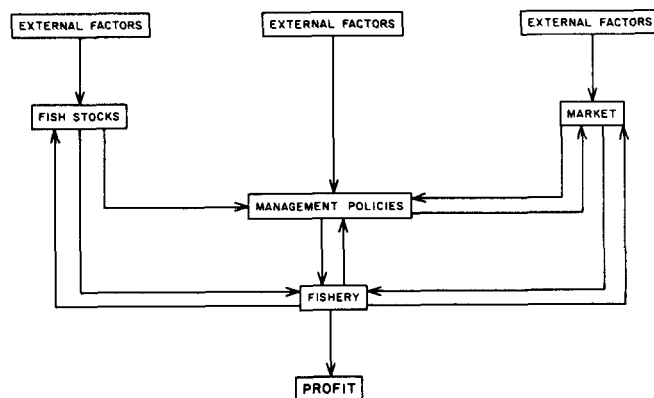 EXTERNAL FACTORS
EXTERNAL FACTORS
EXTERNAL FACTORS
FISH STOCKS
MARKET
MANAGEMENT POLICIES
FISHERY
PROFIT